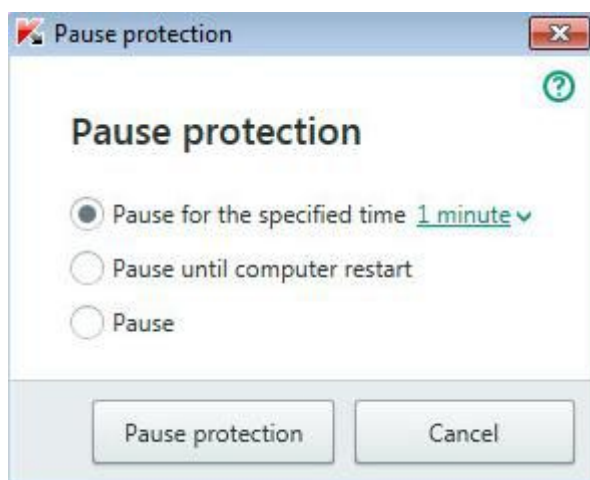 Pause protection
Pause protection
Pause for the specified time 1 minute
Pause until computer restart
Pause
Pause protection Cancel